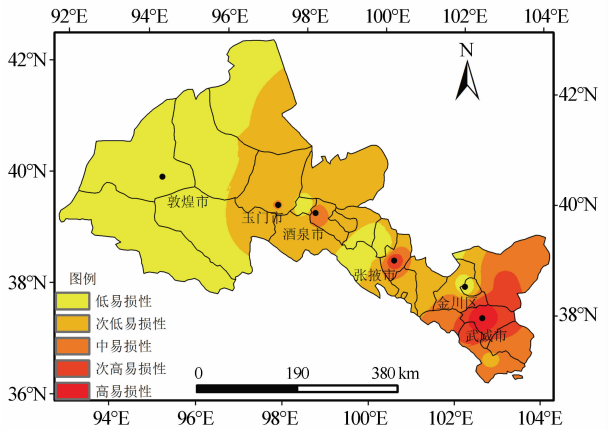 92°E 94°E 96°E 98°E 100°E 102°E 104°E
N
42°N
42°N
40°N
40°N
敦煌市
玉门市
酒泉市
张掖市
38°N
38°N
金川区
武威市
图例
低易损性
次低易损性
中易损性
次高易损性
高易损性
0 190 380 km
36°N
94°E 96°E 98°E 100°E 102°E 104°E